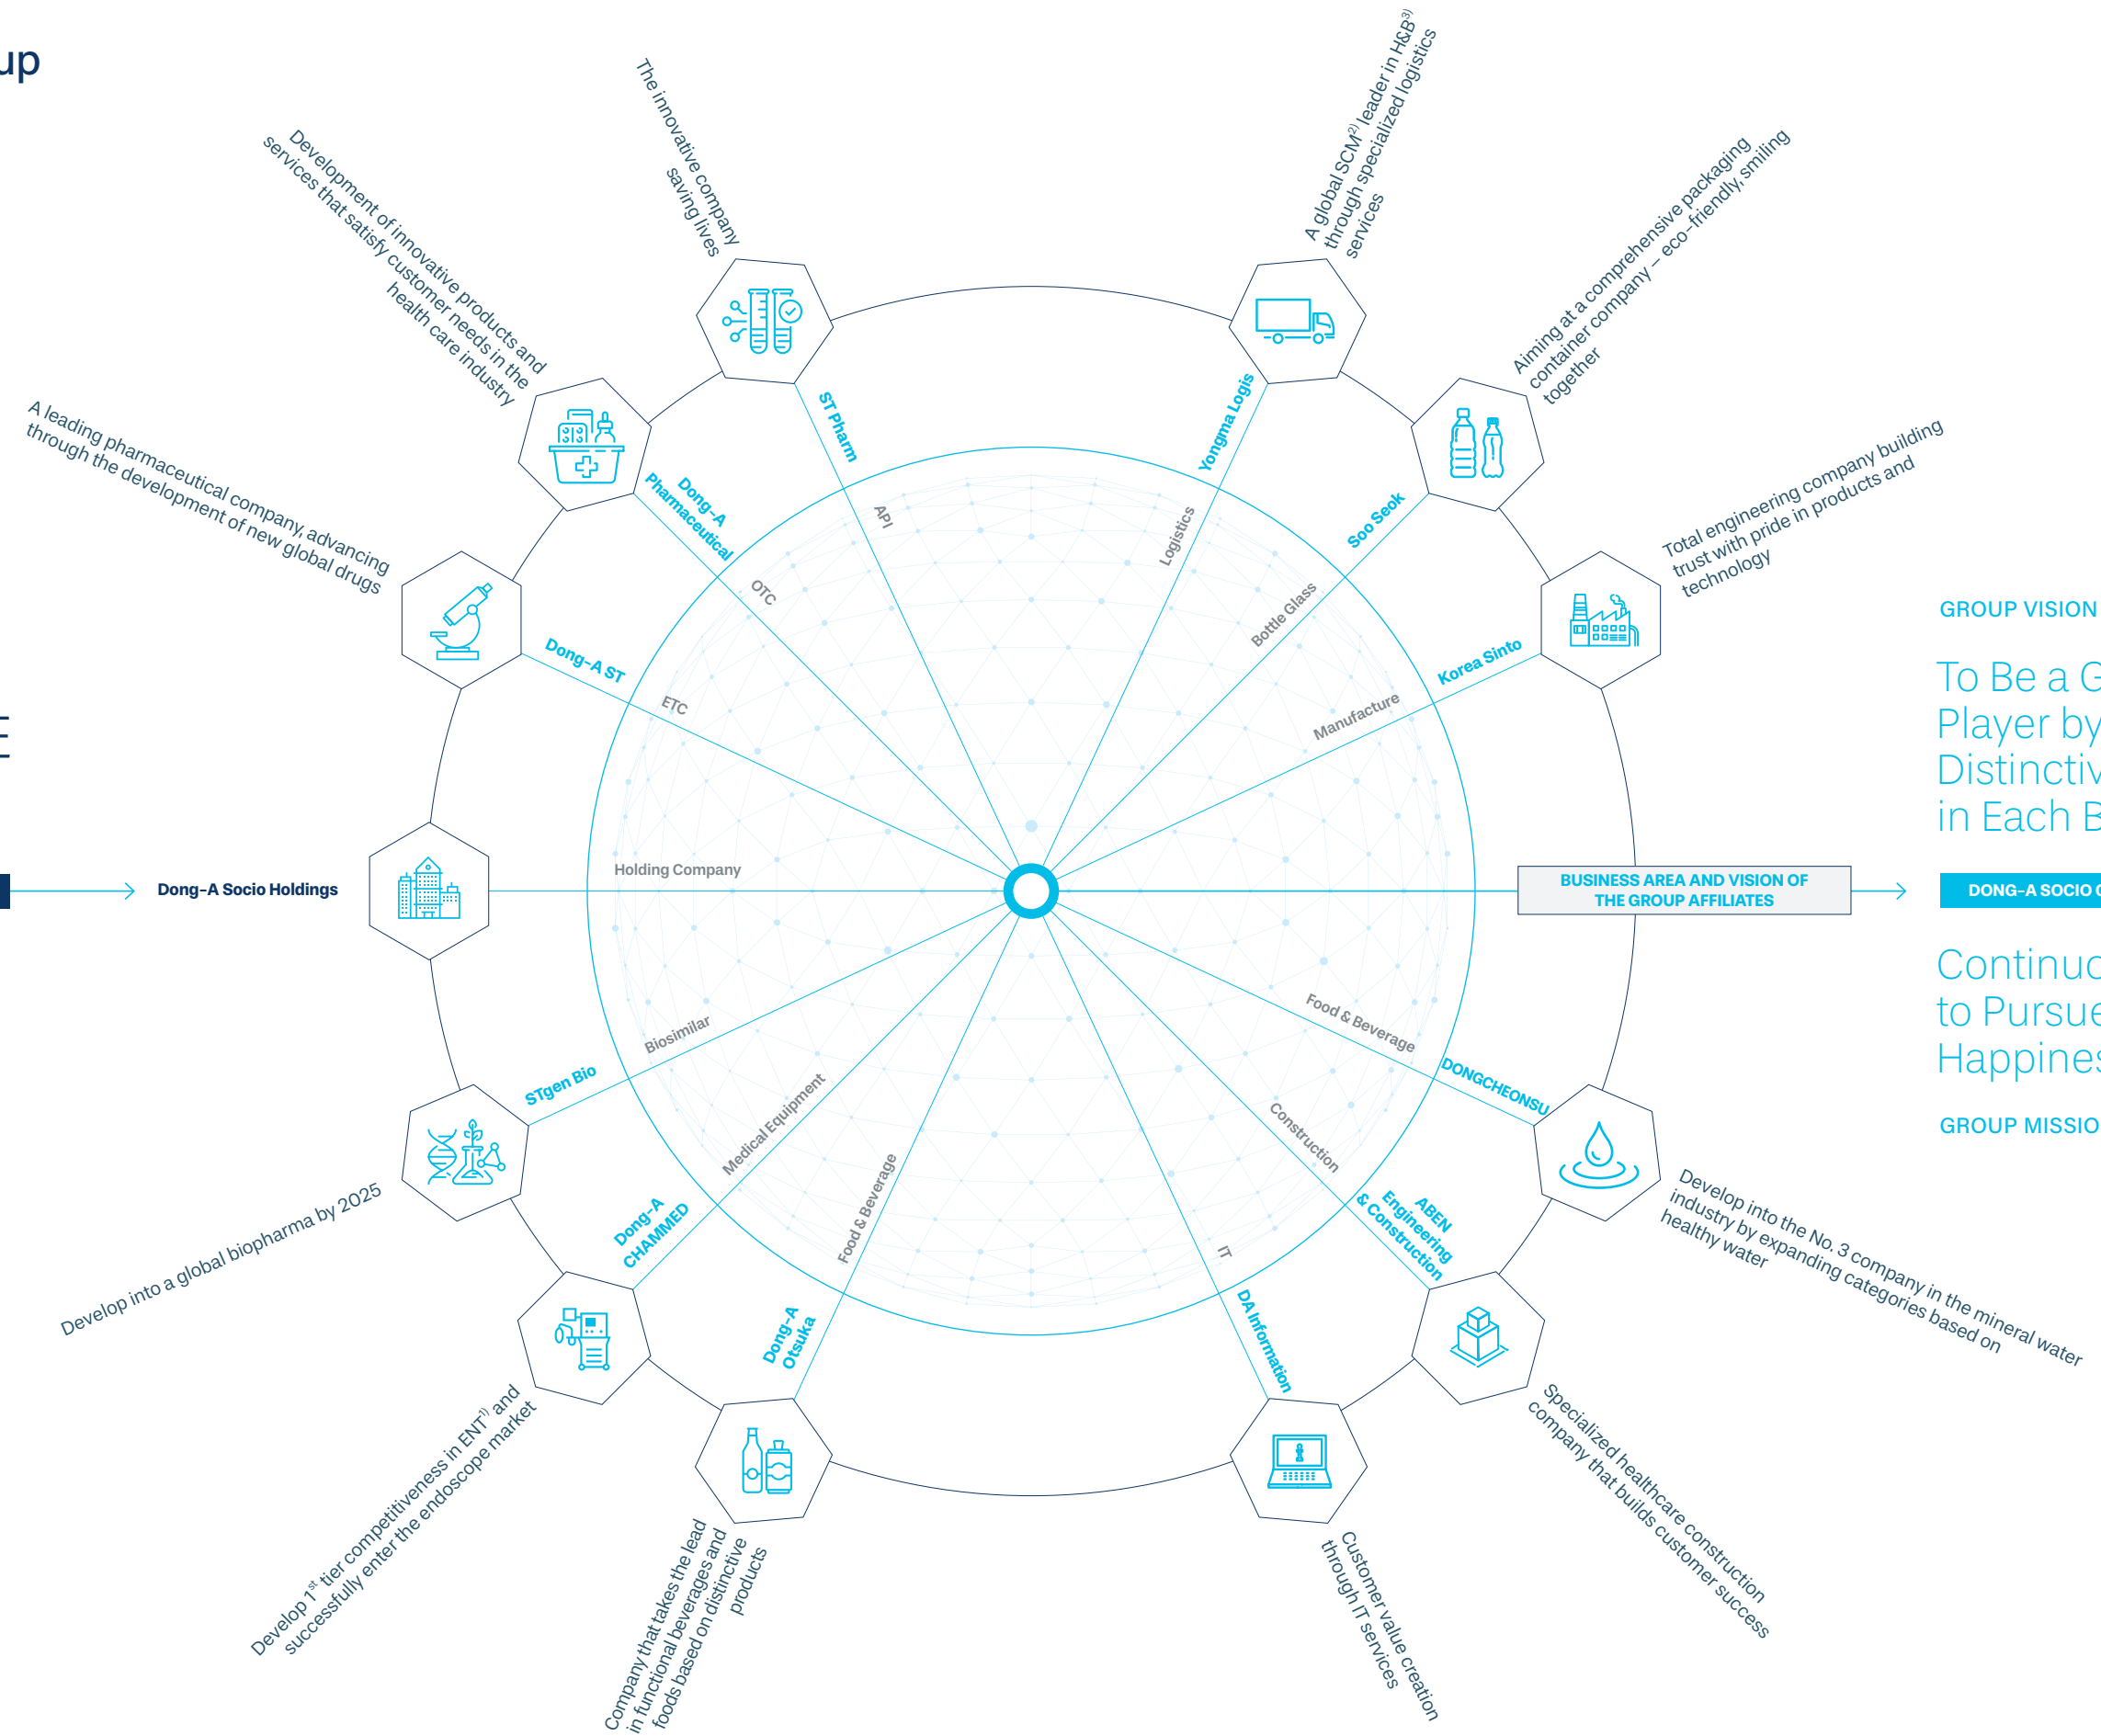 up
The innovative company
saving lives
ST Pharm
API
A global SCM2) leader in H&B3)
through specialized logistics
services
Yongma Logis
Logistics
Development of innovative products and
services that satisfy customer needs in the
health care industry
Dong-A
Pharmaceutical
OTC
Aiming at a comprehensive packaging
container company – eco-friendly, smiling
together
Soo Seok
Bottle Glass
A leading pharmaceutical company, advancing
through the development of new global drugs
Dong-A ST
ETC
Total engineering company building
trust with pride in products and
technology
Korea Sinto
Manufacture
GROUP VISION
To Be a G
Player by
Distinctiv
in Each B
E
Dong-A Socio Holdings
Holding Company
BUSINESS AREA AND VISION OF
THE GROUP AFFILIATES
DONG-A SOCIO G
Continuo
to Pursue
Happines
GROUP MISSIO
Biosimilar
STgen Bio
Develop into a global biopharma by 2025
Food & Beverage
DONGCHEONSU
Develop into the No. 3 company in the mineral water
industry by expanding categories based on
healthy water
Medical Equipment
Dong-A
CHAMMED
Develop 1st tier competitiveness in ENT1) and
successfully enter the endoscope market
Construction
ABEN
Engineering
& Construction
Specialized healthcare construction
company that builds customer success
Food & Beverage
Dong-A
Otsuka
Company that takes the lead
in functional beverages and
foods based on distinctive
products
IT
DA Information
Customer value creation
through IT services